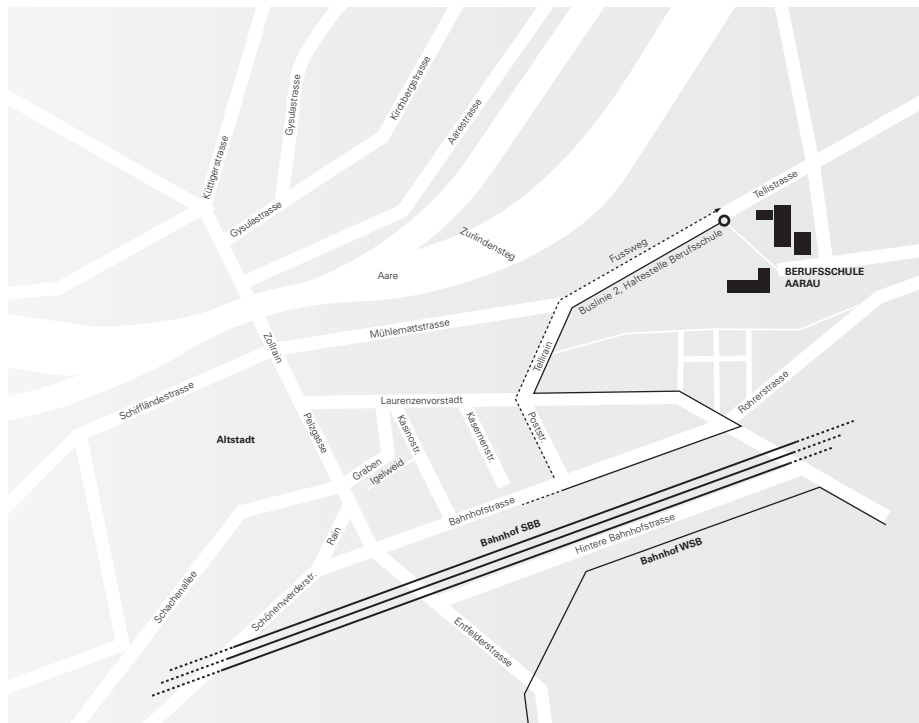 Küttigerstrasse
Gysulastrasse
Kirchbergstrasse
Aarestrasse
Gysulastrasse
Zurlindensteg
Aare
Fussweg
Buslinie 2, Haltestelle Berufsschule
Tellistrasse
BERUFSSCHULE
AARAU
Mühlemattstrasse
Zollrain
Tellirain
Schiffländestrasse
Laurenzenvorstadt
Rohrerstrasse
Altstadt
Pelzgasse
Kasinostr.
Kasernenstr.
Poststr.
Graben
Igelweid
Bahnhofstrasse
Rain
Bahnhof SBB
Hintere Bahnhofstrasse
Bahnhof WSB
Schachenallee
Schönenwerderstr.
Entfelderstrasse